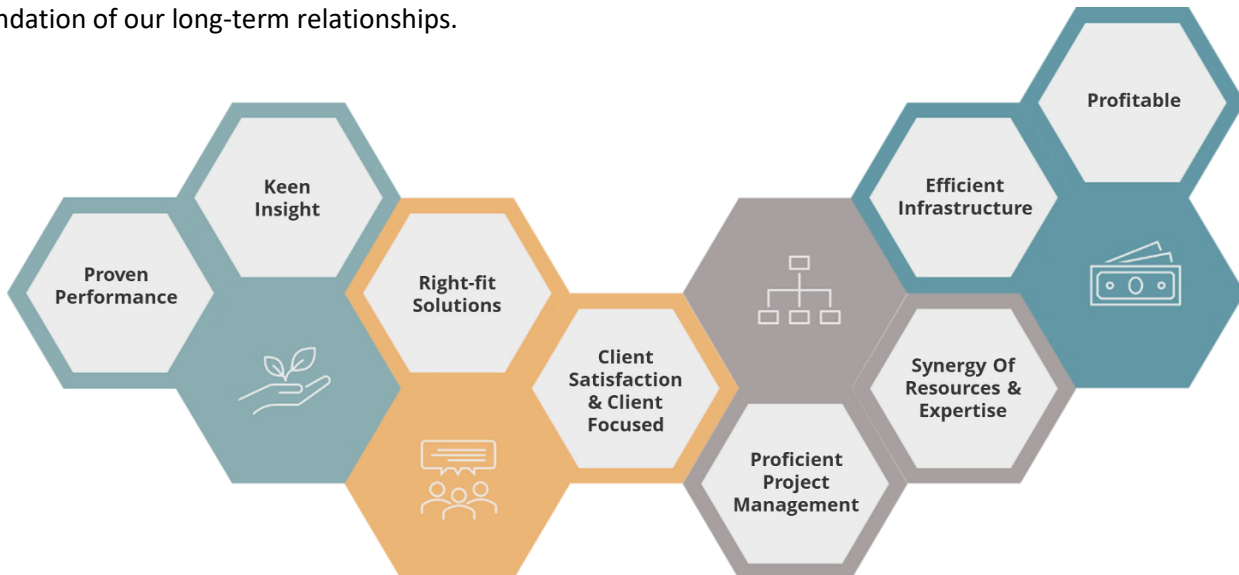 ndation of our long-term relationships.
Proven
Performance
Keen
Insight
Right-fit
Solutions
Client
Satisfaction
& Client
Focused
Proficient
Project
Management
Synergy Of
Resources &
Expertise
Efficient
Infrastructure
Profitable